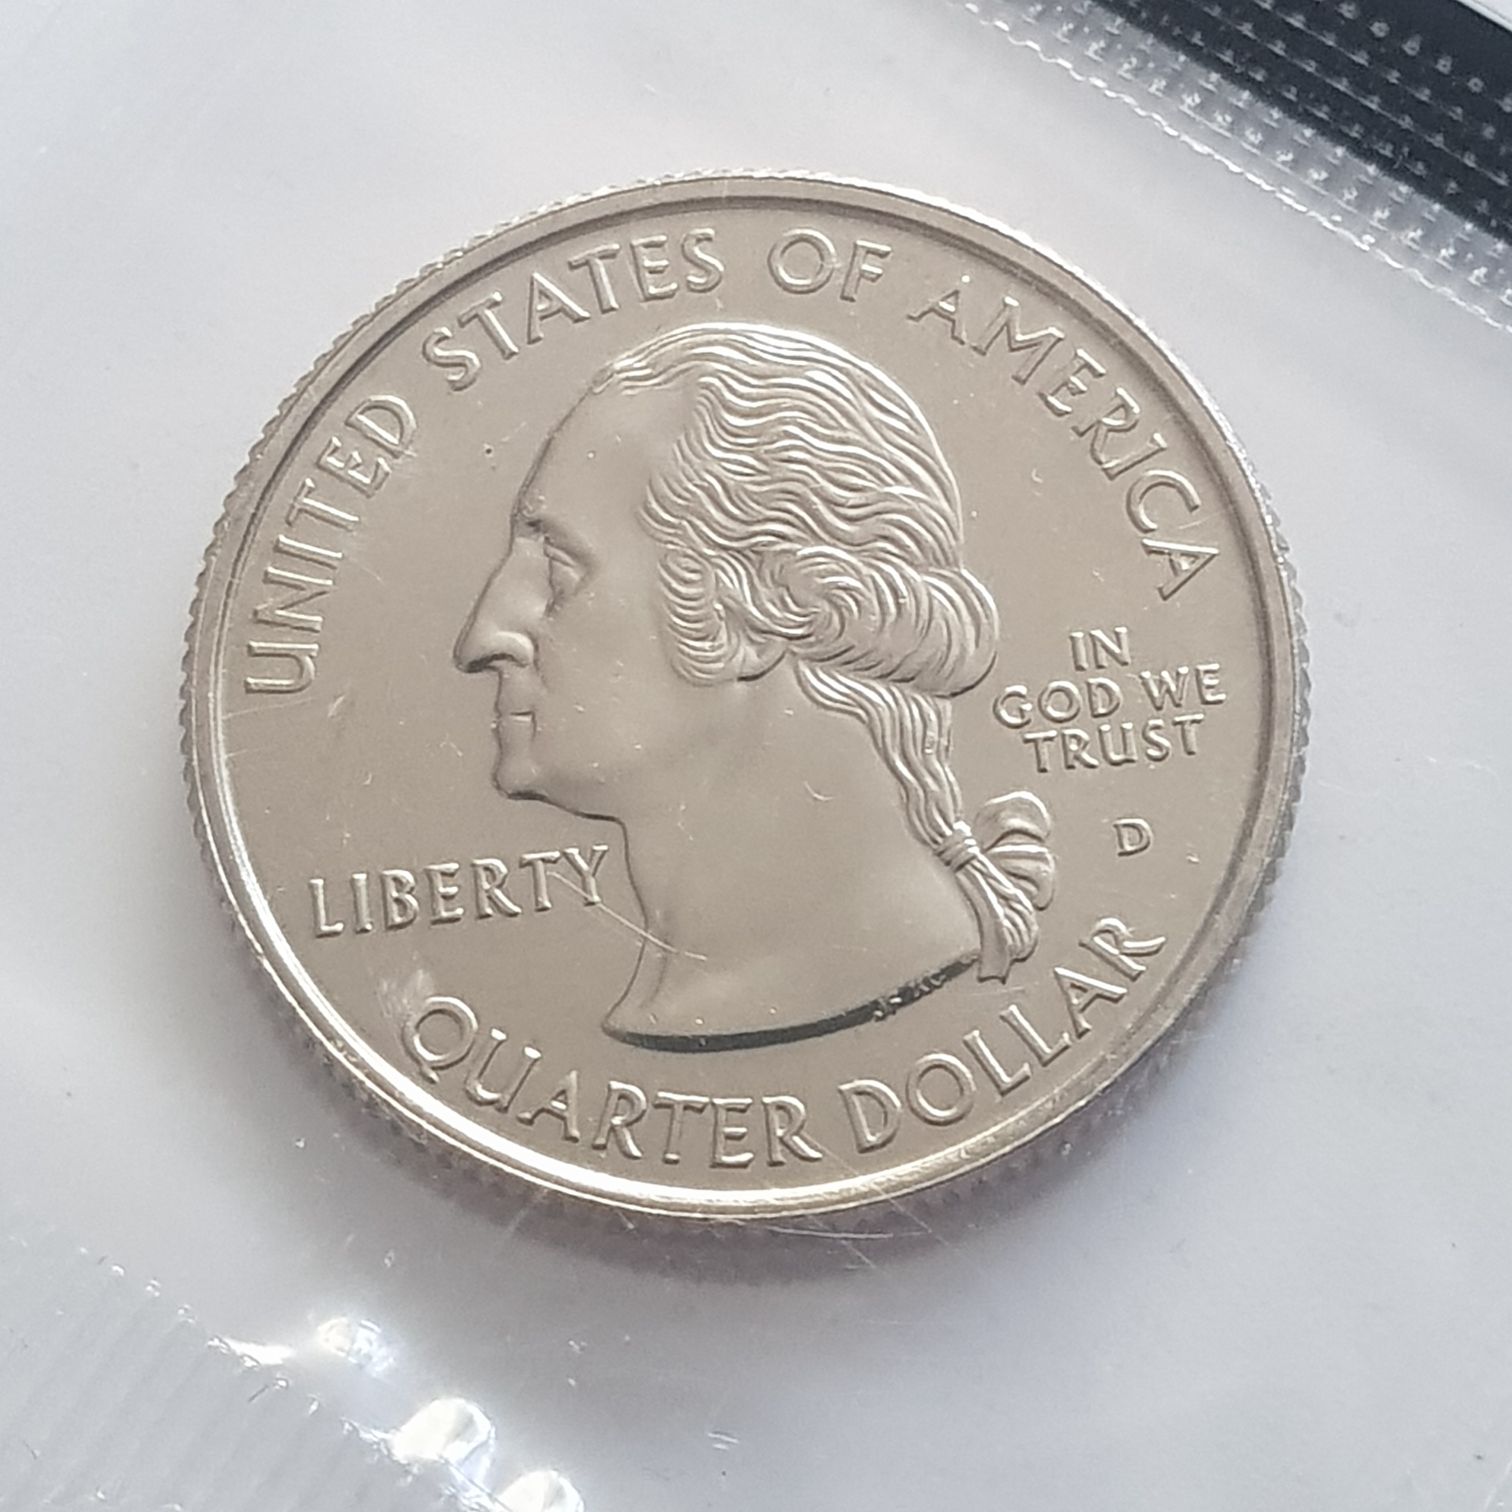 UNITED STATES OF AMERICA
IN
GOD WE
TRUST
D
LIBERTY
QUARTER DOLLAR